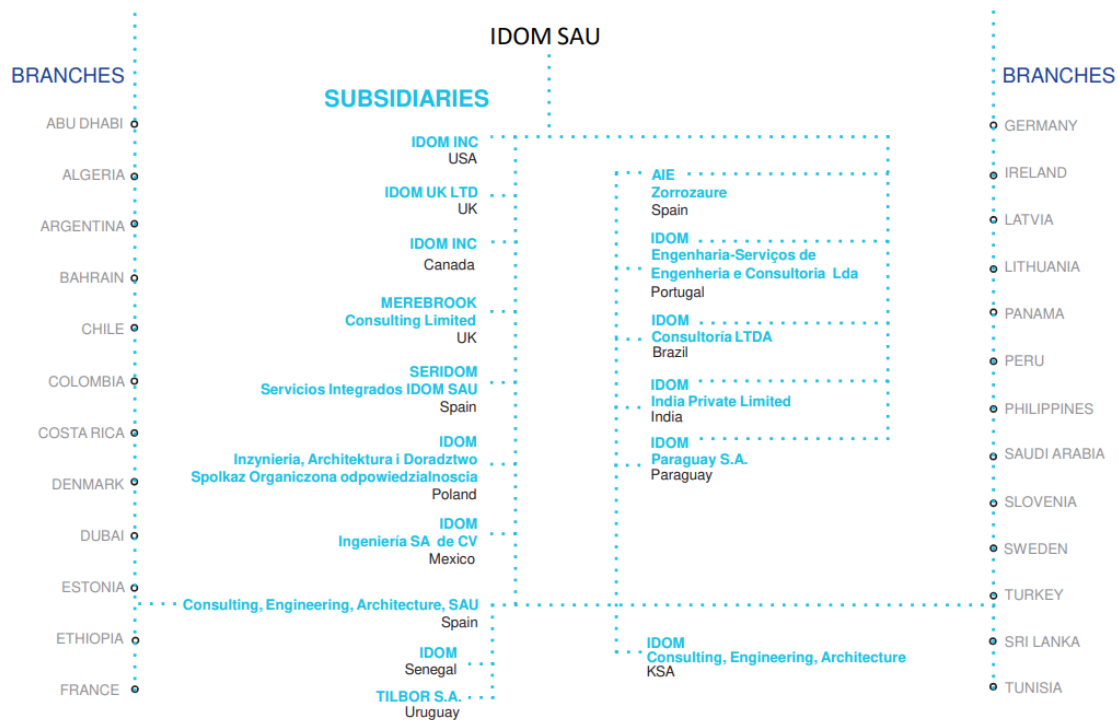 IDOM SAU
BRANCHES
ABU DHABI
ALGERIA
ARGENTINA
BAHRAIN
CHILE
COLOMBIA
COSTA RICA
DENMARK
DUBAI
ESTONIA
ETHIOPIA
FRANCE
SUBSIDIARIES
IDOM INC
USA
IDOM UK LTD
UK
IDOM INC
Canada
MEREBROOK
Consulting Limited
UK
SERIDOM
Servicios Integrados IDOM SAU
Spain
IDOM
Inzynieria, Architektura i Doradztwo
Spolkaz Organiczona odpowiedzialnoscia
Poland
IDOM
Ingeniería SA de CV
Mexico
Consulting, Engineering, Architecture, SAU
Spain
IDOM
Senegal
TILBOR S.A.
Uruguay
AIE
Zorrozaure
Spain
IDOM
Engenharia-Serviços de
Engenheria e Consultoria Lda
Portugal
IDOM
Consultoría LTDA
Brazil
IDOM
India Private Limited
India
IDOM
Paraguay S.A.
Paraguay
IDOM
Consulting, Engineering, Architecture
KSA
BRANCHES
GERMANY
IRELAND
LATVIA
LITHUANIA
PANAMA
PERU
PHILIPPINES
SAUDI ARABIA
SLOVENIA
SWEDEN
TURKEY
SRI LANKA
TUNISIA